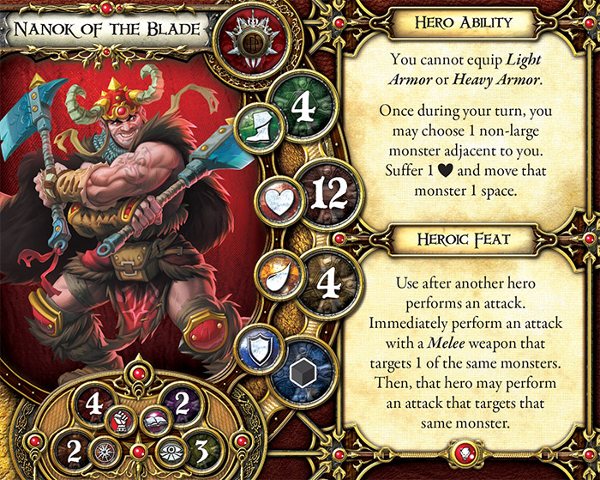 Nanok of the Blade
4
12
4
4
2
2
3
Hero Ability
You cannot equip Light
Armor or Heavy Armor.
Once during your turn, you
may choose 1 non-large
monster adjacent to you.
Suffer 1 ♥ and move that
monster 1 space.
Heroic Feat
Use after another hero
performs an attack.
Immediately perform an attack
with a Melee weapon that
targets 1 of the same monsters.
Then, that hero may perform
an attack that targets that
same monster.